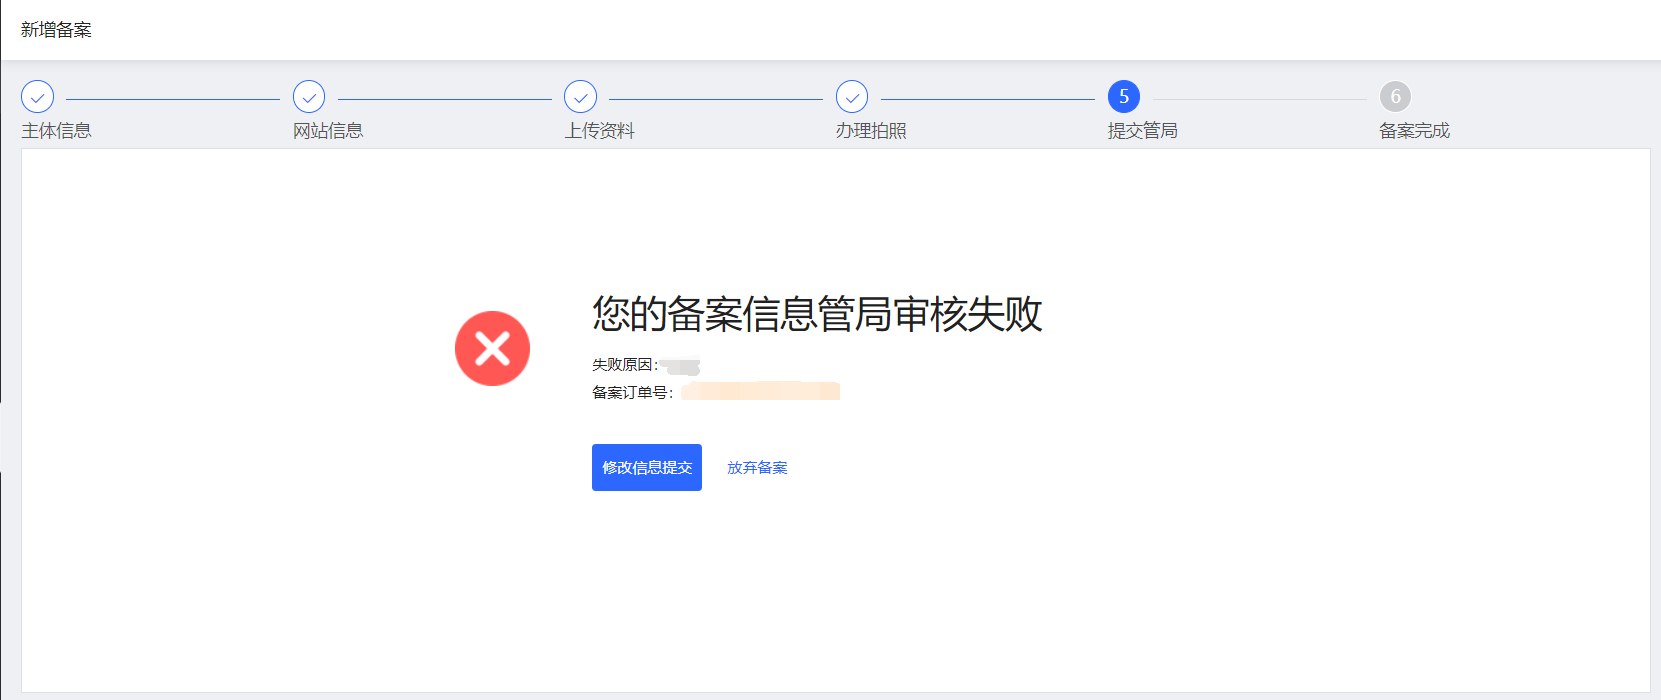 新增备案
5
6
主体信息
网站信息
上传资料
办理拍照
提交管局
备案完成
您的备案信息管局审核失败
失败原因:
备案订单号：
修改信息提交
放弃备案